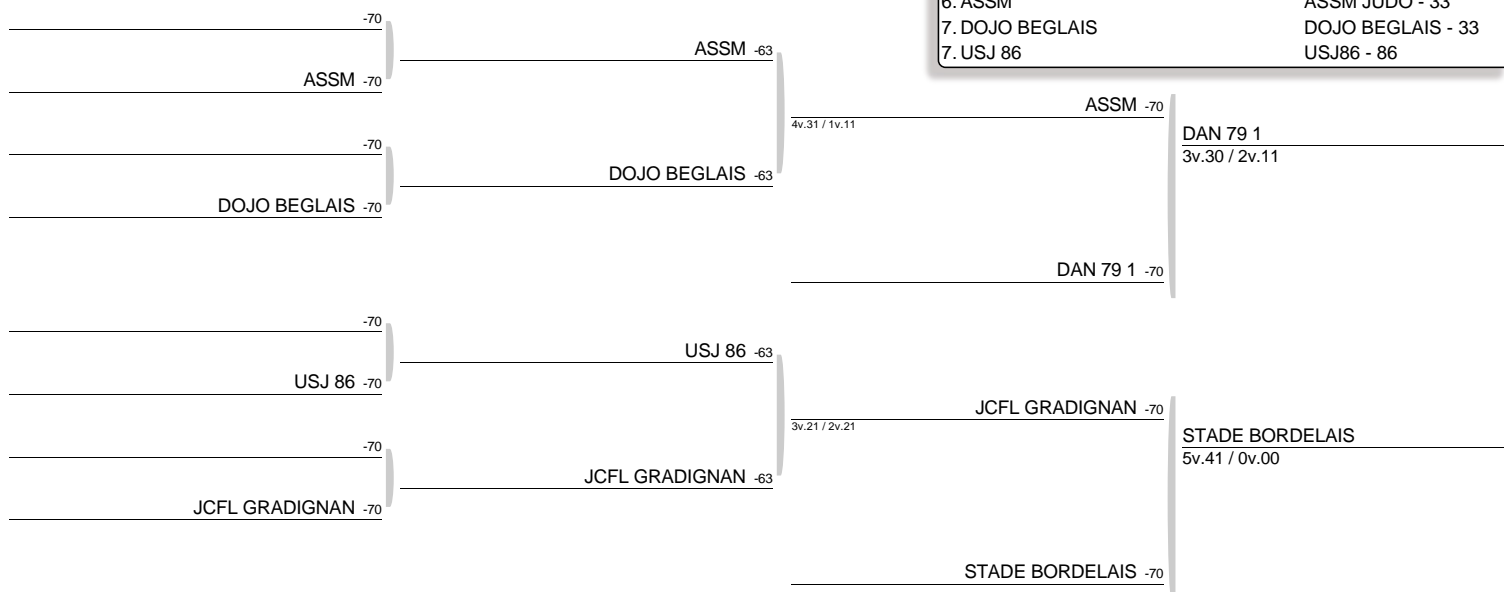 6. ASSM ASSM JUDO - 33
7. DOJO BEGLAIS DOJO BEGLAIS - 33
7. USJ 86 USJ86 - 86
-70
ASSM -63
ASSM -70
ASSM -70
4v.31 / 1v.11
DAN 79 1
3v.30 / 2v.11
-70
DOJO BEGLAIS -63
DOJO BEGLAIS -70
DAN 79 1 -70
-70
USJ 86 -63
USJ 86 -70
JCFL GRADIGNAN -70
3v.21 / 2v.21
STADE BORDELAIS
5v.41 / 0v.00
-70
JCFL GRADIGNAN -63
JCFL GRADIGNAN -70
STADE BORDELAIS -70